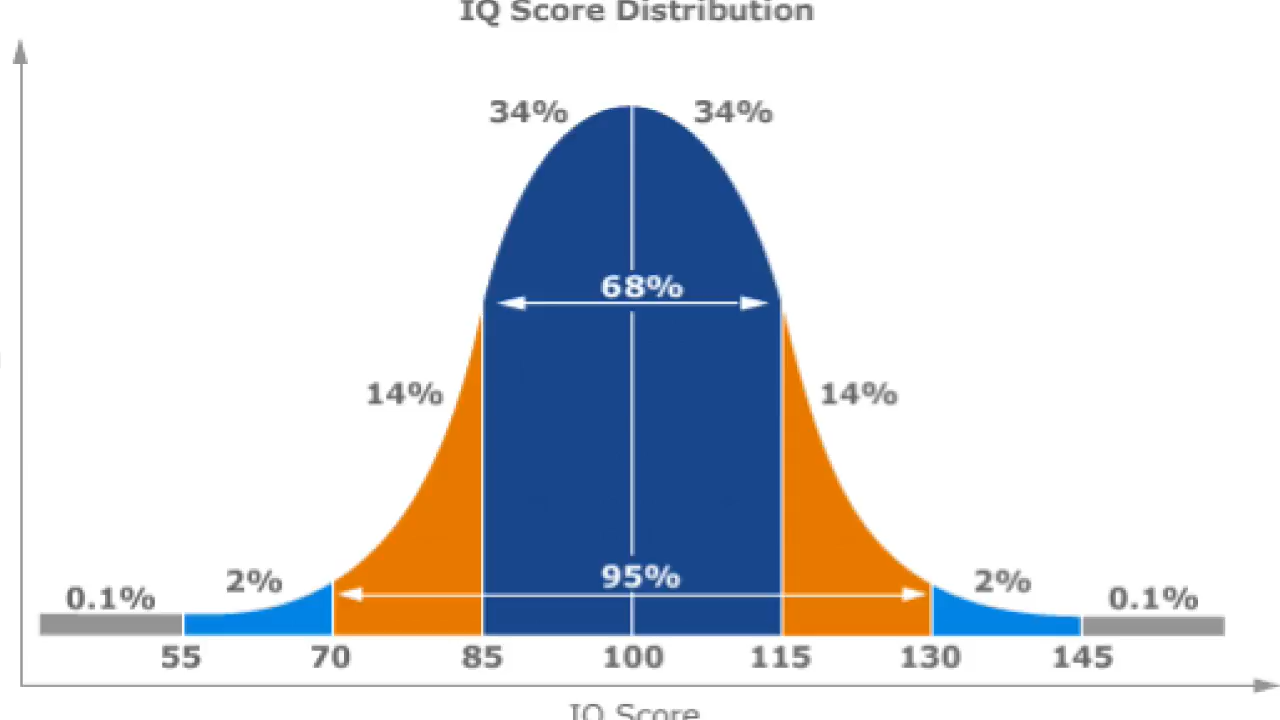 IQ Score Distribution
34% 34%
68%
14% 14%
95%
2% 2%
0.1% 0.1%
55 70 85 100 115 130 145
IQ Score